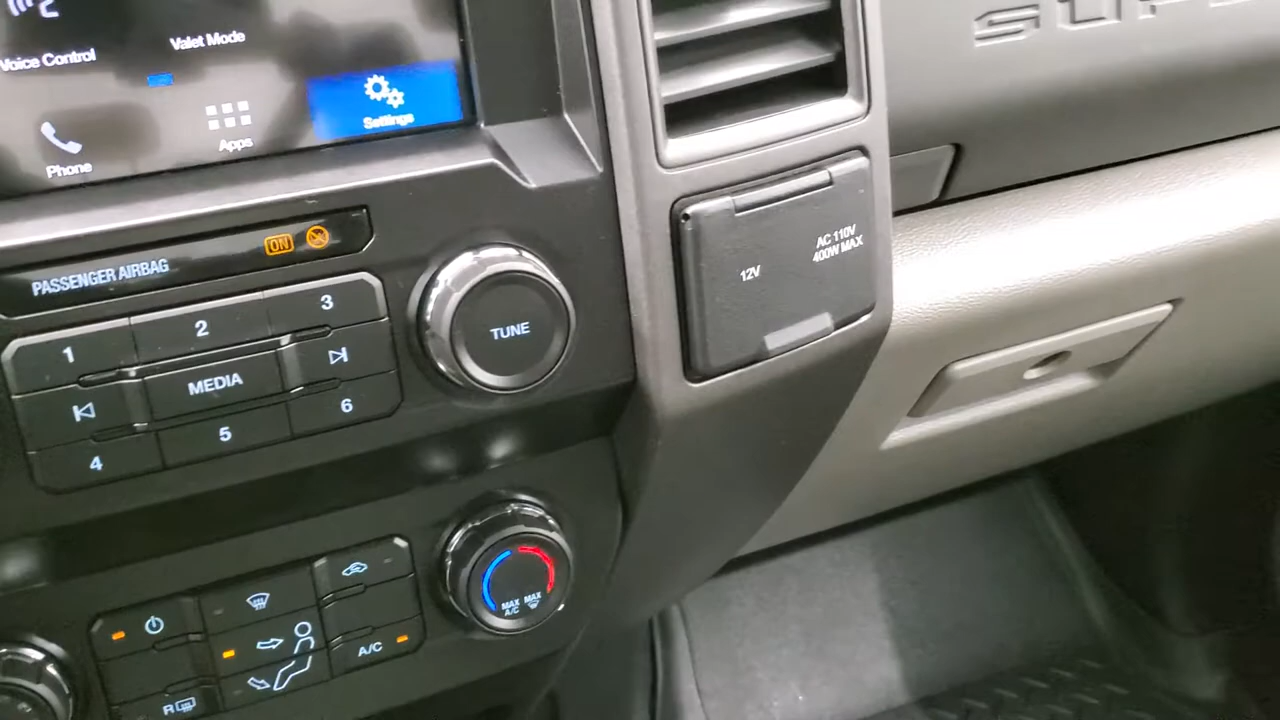 2
Voice Control
Valet Mode
Phone
Apps
Settings
PASSENGER AIRBAG
ON
1
2
3
MEDIA
4
5
6
TUNE
12V
AC 110V
400W MAX
MAX
A/C
MAX
A/C
R